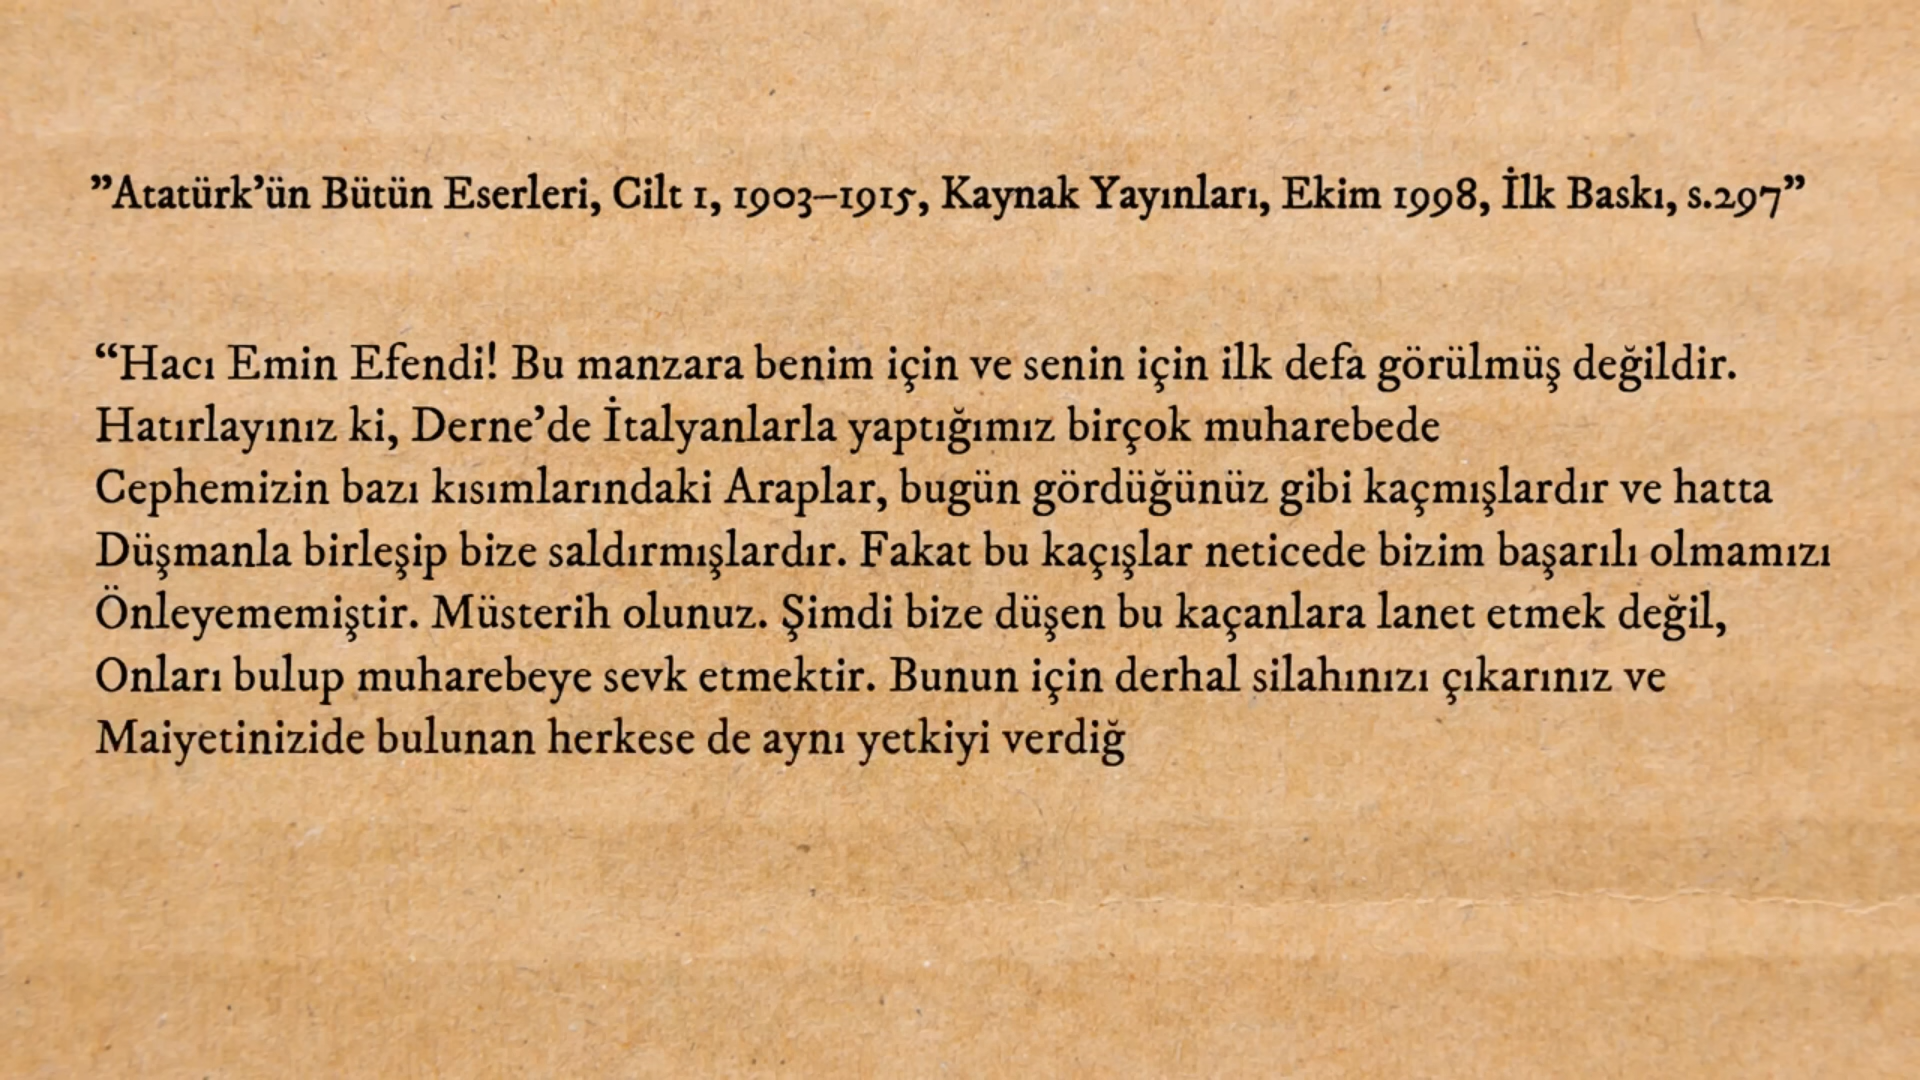 ”Atatürk’ün Bütün Eserleri, Cilt 1, 1903–1915, Kaynak Yayınları, Ekim 1998, İlk Baskı, s.297”
“Hacı Emin Efendi! Bu manzara benim için ve senin için ilk defa görülmüş değildir.
Hatırlayınız ki, Derne’de İtalyanlarla yaptığımız birçok muharebede
Cephemizin bazı kısımlarındaki Araplar, bugün gördüğünüz gibi kaçmışlardır ve hatta
Düşmanla birleşip bize saldırmışlardır. Fakat bu kaçışlar neticede bizim başarılı olmamızı
Önleyememiştir. Müsterih olunuz. Şimdi bize düşen bu kaçanlara lanet etmek değil,
Onları bulup muharebeye sevk etmektir. Bunun için derhal silahınızı çıkarınız ve
Maiyetinizide bulunan herkese de aynı yetkiyi verdiğ